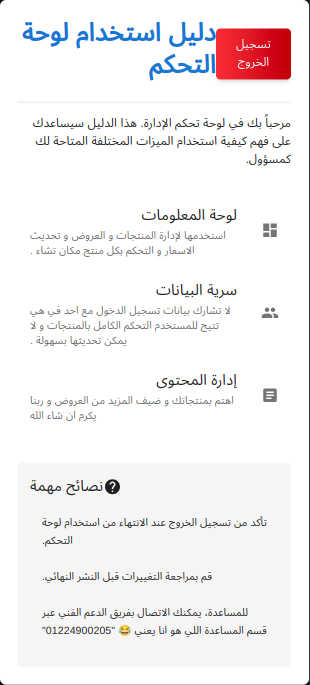 دليل استخدام لوحة
التحكم
تسجيل
الخروج
مرحباً بك في لوحة تحكم الإدارة. هذا الدليل سيساعدك
على فهم كيفية استخدام الميزات المختلفة المتاحة لك
كمسؤول.
لوحة المعلومات
استخدمها لإدارة المنتجات و العروض و تحديث
الاسعار و التحكم بكل منتج مكان تشاء .
سرية البيانات
لا تشارك بيانات تسجيل الدخول مع احد في هي
تتيح للمستخدم التحكم الكامل بالمنتجات و لا
يمكن تحديثها بسهولة .
إدارة المحتوى
اهتم بمنتجاتك و ضيف المزيد من العروض و ربنا
يكرم ان شاء الله
نصائح مهمة
تأكد من تسجيل الخروج عند الانتهاء من استخدام لوحة
التحكم.
قم بمراجعة التغييرات قبل النشر النهائي.
للمساعدة، يمكنك الاتصال بفريق الدعم الفني عبر
قسم المساعدة اللي هو انا يعني 😂 "01224900205"